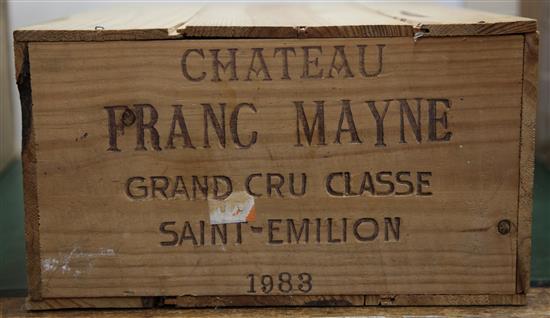 CHATEAU
FRANC MAYNE
GRAND CRU CLASSE
SAINT-EMILION
1983